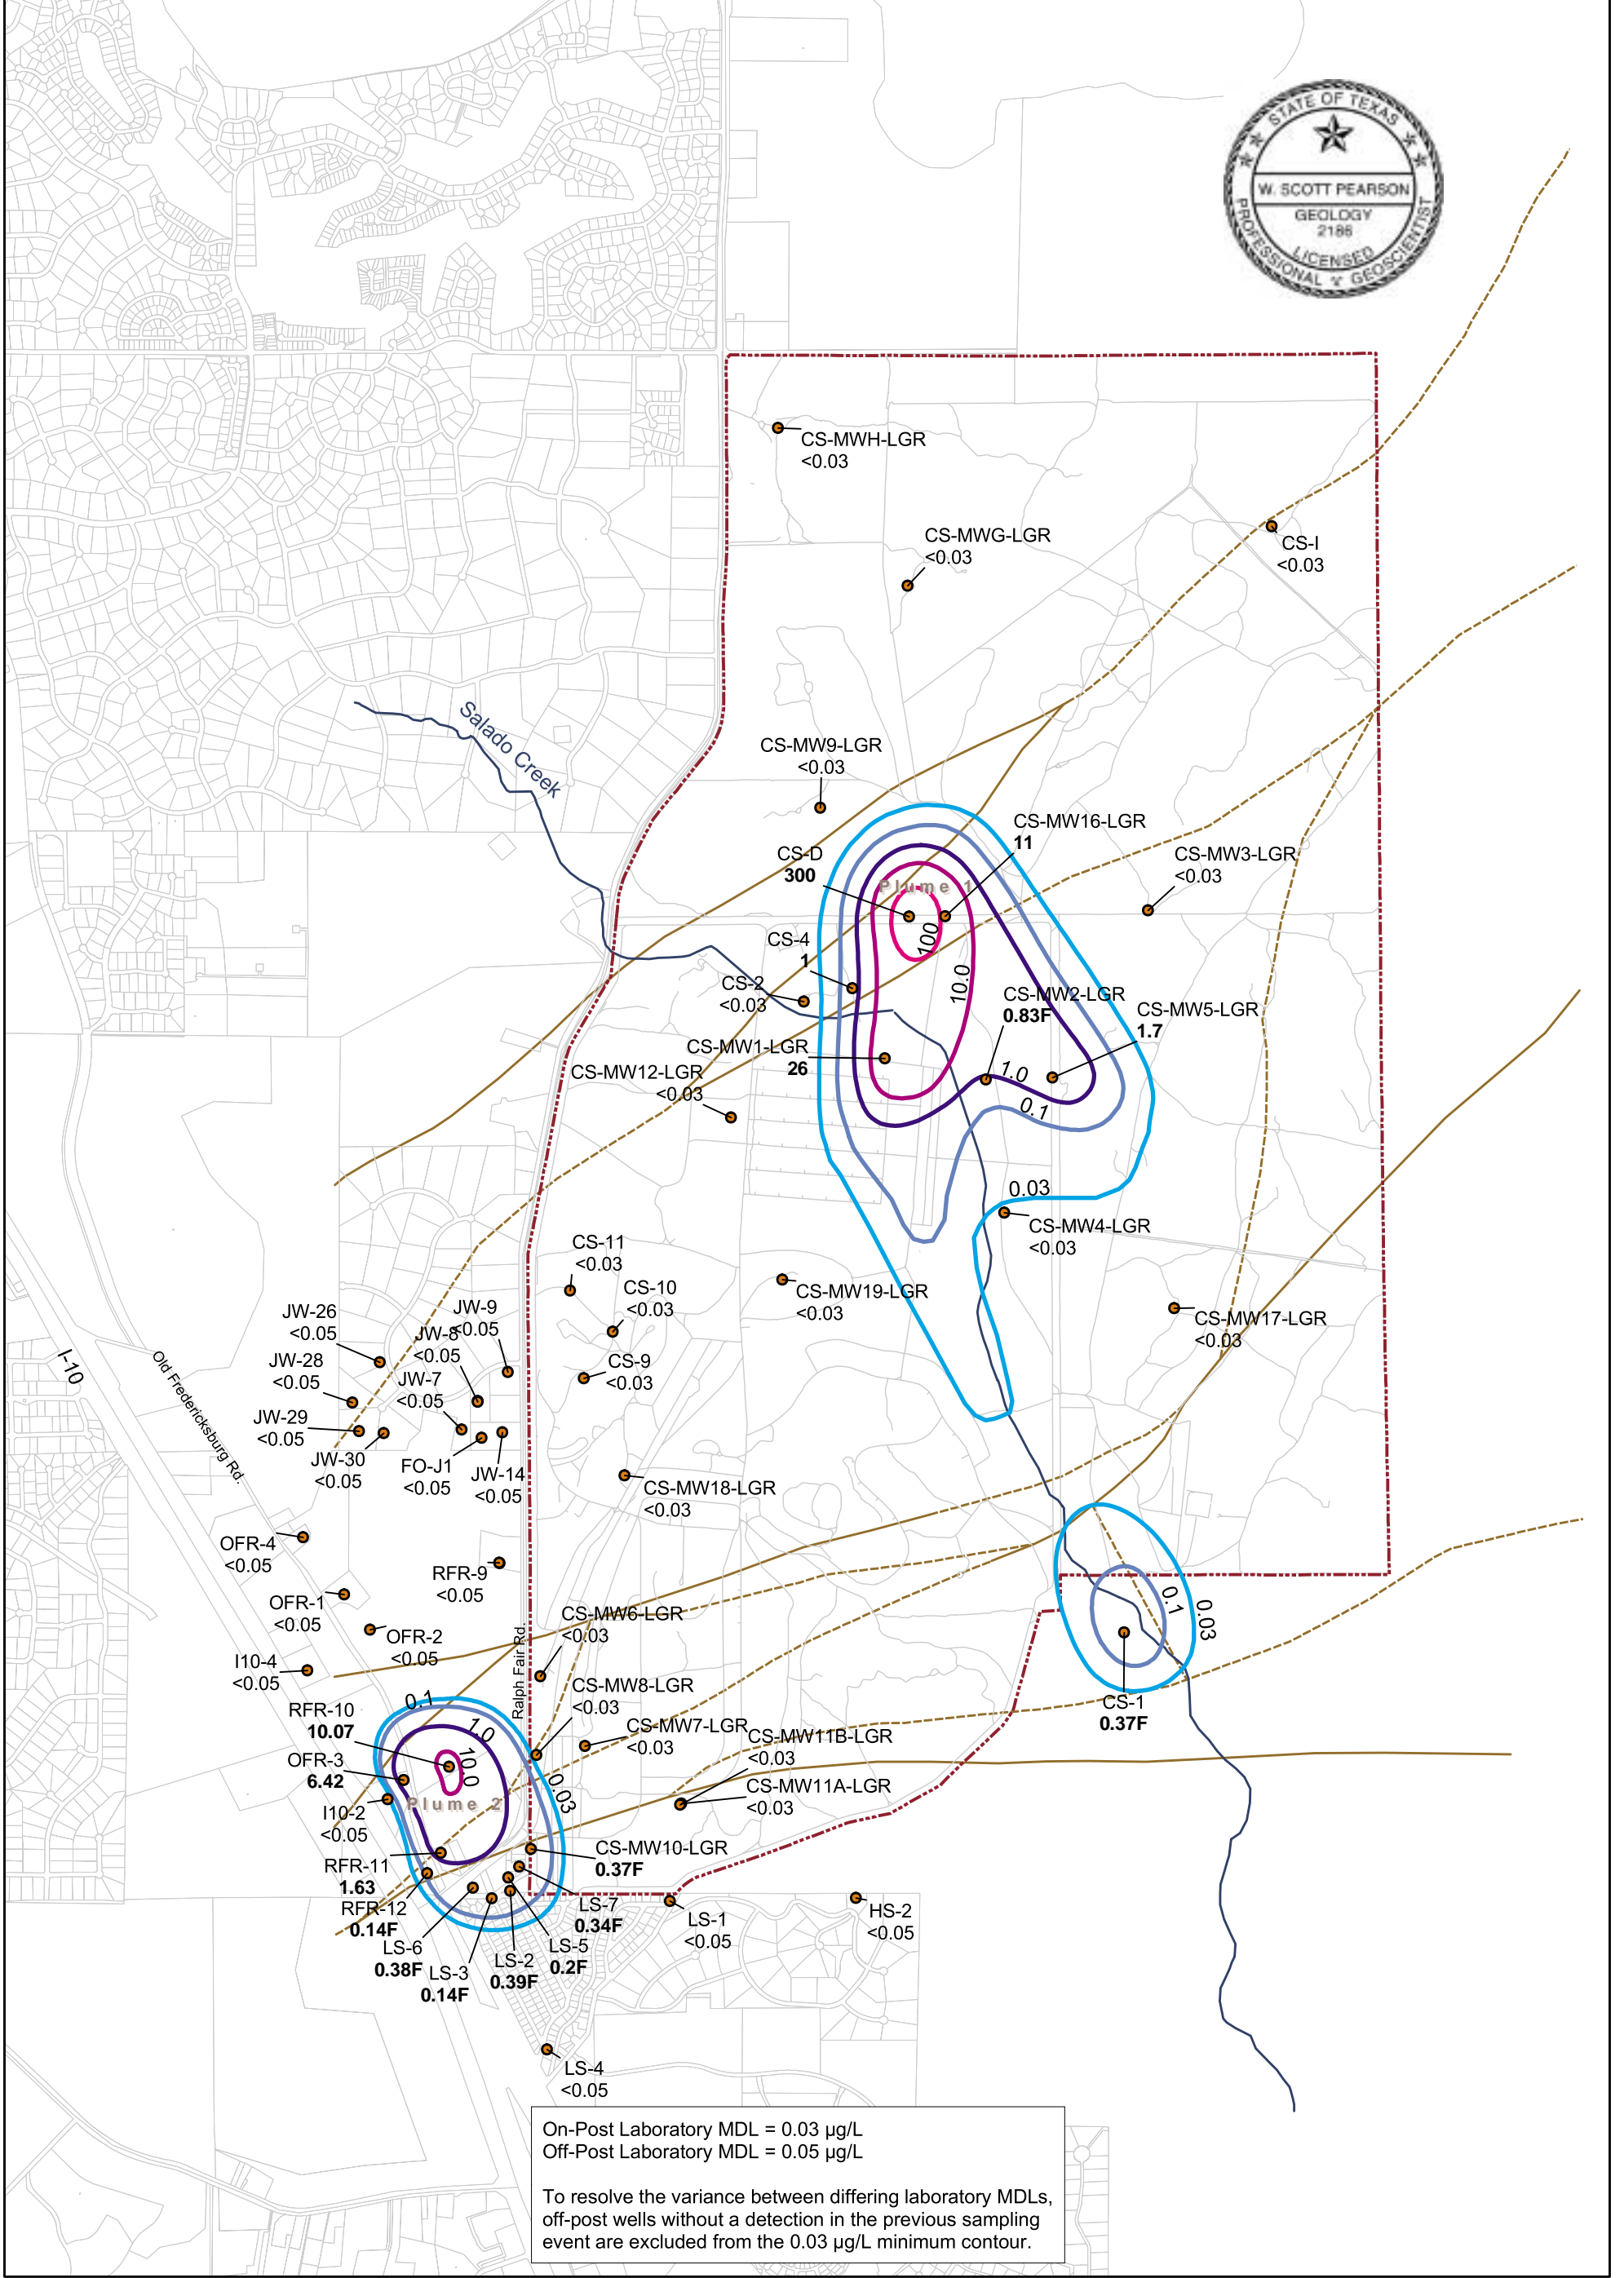 STATE OF TEXAS
W. SCOTT PEARSON
GEOLOGY
2186
LICENSED
PROFESSIONAL GEOSCIENTIST
CS-MWH-LGR
<0.03
CS-MWG-LGR
<0.03
CS-I
<0.03
Salado Creek
CS-MW9-LGR
<0.03
CS-MW16-LGR
11
CS-D
300
Plume 1
CS-MW3-LGR
<0.03
100
CS-4
1
10.0
CS-2
<0.03
CS-MW2-LGR
0.83F
CS-MW5-LGR
1.7
CS-MW1-LGR
26
CS-MW12-LGR
<0.03
1.0
0.1
0.03
CS-MW4-LGR
<0.03
CS-11
<0.03
CS-10
<0.03
CS-MW19-LGR
<0.03
CS-MW17-LGR
<0.03
JW-26
<0.05
JW-9
<0.05
JW-8
<0.05
I-10
Old Fredericksburg Rd.
JW-28
<0.05
JW-7
<0.05
CS-9
<0.03
JW-29
<0.05
JW-30
<0.05
FO-J1
<0.05
JW-14
<0.05
CS-MW18-LGR
<0.03
OFR-4
<0.05
RFR-9
<0.05
OFR-1
<0.05
OFR-2
<0.05
CS-MW6-LGR
<0.03
0.1
0.03
Ralph Fair Rd.
I10-4
<0.05
CS-MW8-LGR
<0.03
CS-1
0.37F
RFR-10
10.07
0.1
1.0
10.0
CS-MW7-LGR
<0.03
CS-MW11B-LGR
<0.03
OFR-3
6.42
0.03
CS-MW11A-LGR
<0.03
Plume 2
I10-2
<0.05
CS-MW10-LGR
0.37F
RFR-11
1.63
RFR-12
0.14F
LS-7
0.34F
LS-1
<0.05
HS-2
<0.05
LS-6
0.38F
LS-3
0.14F
LS-2
0.39F
LS-5
0.2F
LS-4
<0.05
On-Post Laboratory MDL = 0.03 µg/L
Off-Post Laboratory MDL = 0.05 µg/L
To resolve the variance between differing laboratory MDLs,
off-post wells without a detection in the previous sampling
event are excluded from the 0.03 µg/L minimum contour.